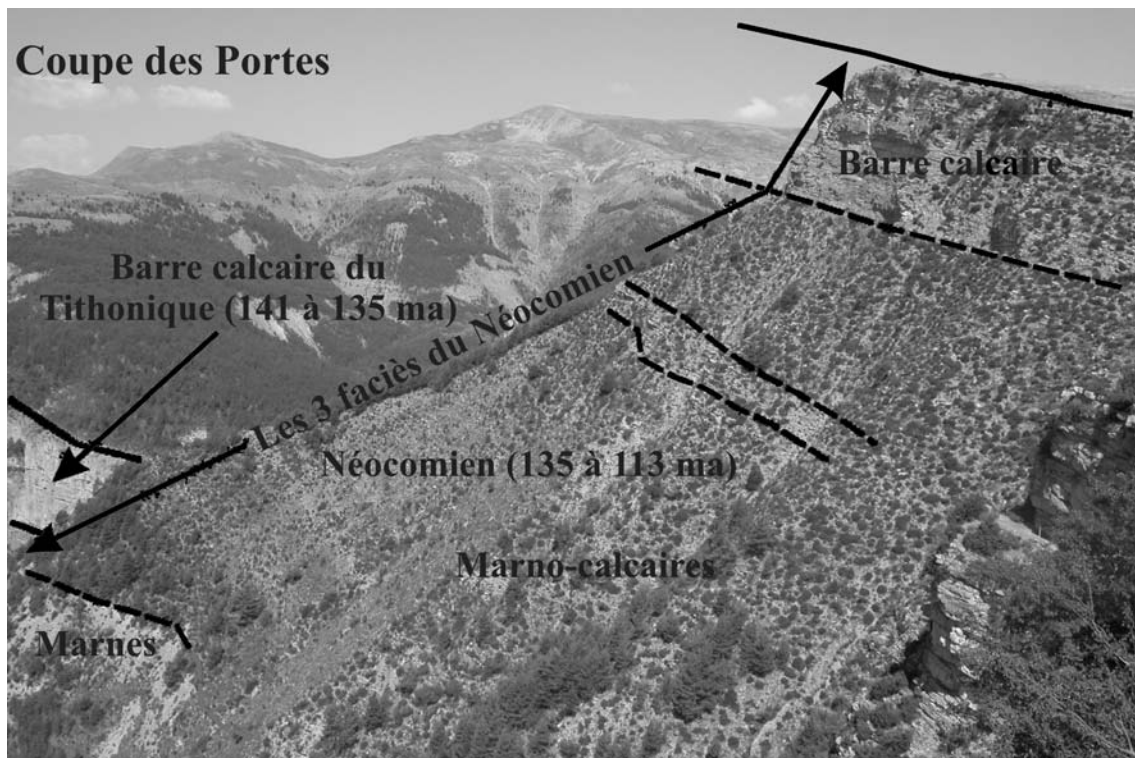 Coupe des Portes
Barre calcaire
Barre calcaire du
Tithonique (141 à 135 ma)
Les 3 faciès du Néocomien
Néocomien (135 à 113 ma)
Marno-calcaires
Marnes